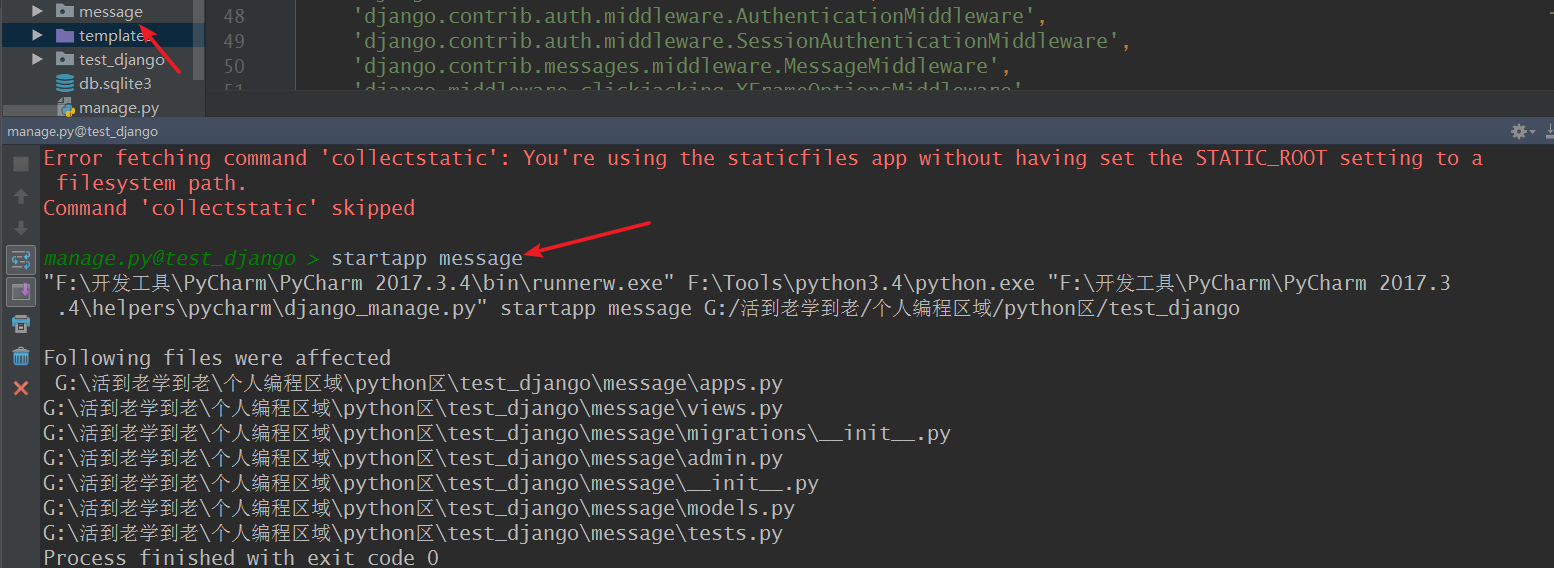 message
template
test_django
db.sqlite3
manage.py
48 'django.contrib.auth.middleware.AuthenticationMiddleware',
49 'django.contrib.auth.middleware.SessionAuthenticationMiddleware',
50 'django.contrib.messages.middleware.MessageMiddleware',
51 'django.middleware.clickjacking.XFrameOptionsMiddleware'
manage.py@test_django
Error fetching command 'collectstatic': You're using the staticfiles app without having set the STATIC_ROOT setting to a
filesystem path.
Command 'collectstatic' skipped
manage.py@test_django > startapp message
"F:\开发工具\PyCharm\PyCharm 2017.3.4\bin\runnerw.exe" F:\Tools\python3.4\python.exe "F:\开发工具\PyCharm\PyCharm 2017.3
.4\helpers\pycharm\django_manage.py" startapp message G:/活到老学到老/个人编程区域/python区/test_django
Following files were affected
G:\活到老学到老\个人编程区域\python区\test_django\message\apps.py
G:\活到老学到老\个人编程区域\python区\test_django\message\views.py
G:\活到老学到老\个人编程区域\python区\test_django\message\migrations\__init__.py
G:\活到老学到老\个人编程区域\python区\test_django\message\admin.py
G:\活到老学到老\个人编程区域\python区\test_django\message\__init__.py
G:\活到老学到老\个人编程区域\python区\test_django\message\models.py
G:\活到老学到老\个人编程区域\python区\test_django\message\tests.py
Process finished with exit code 0